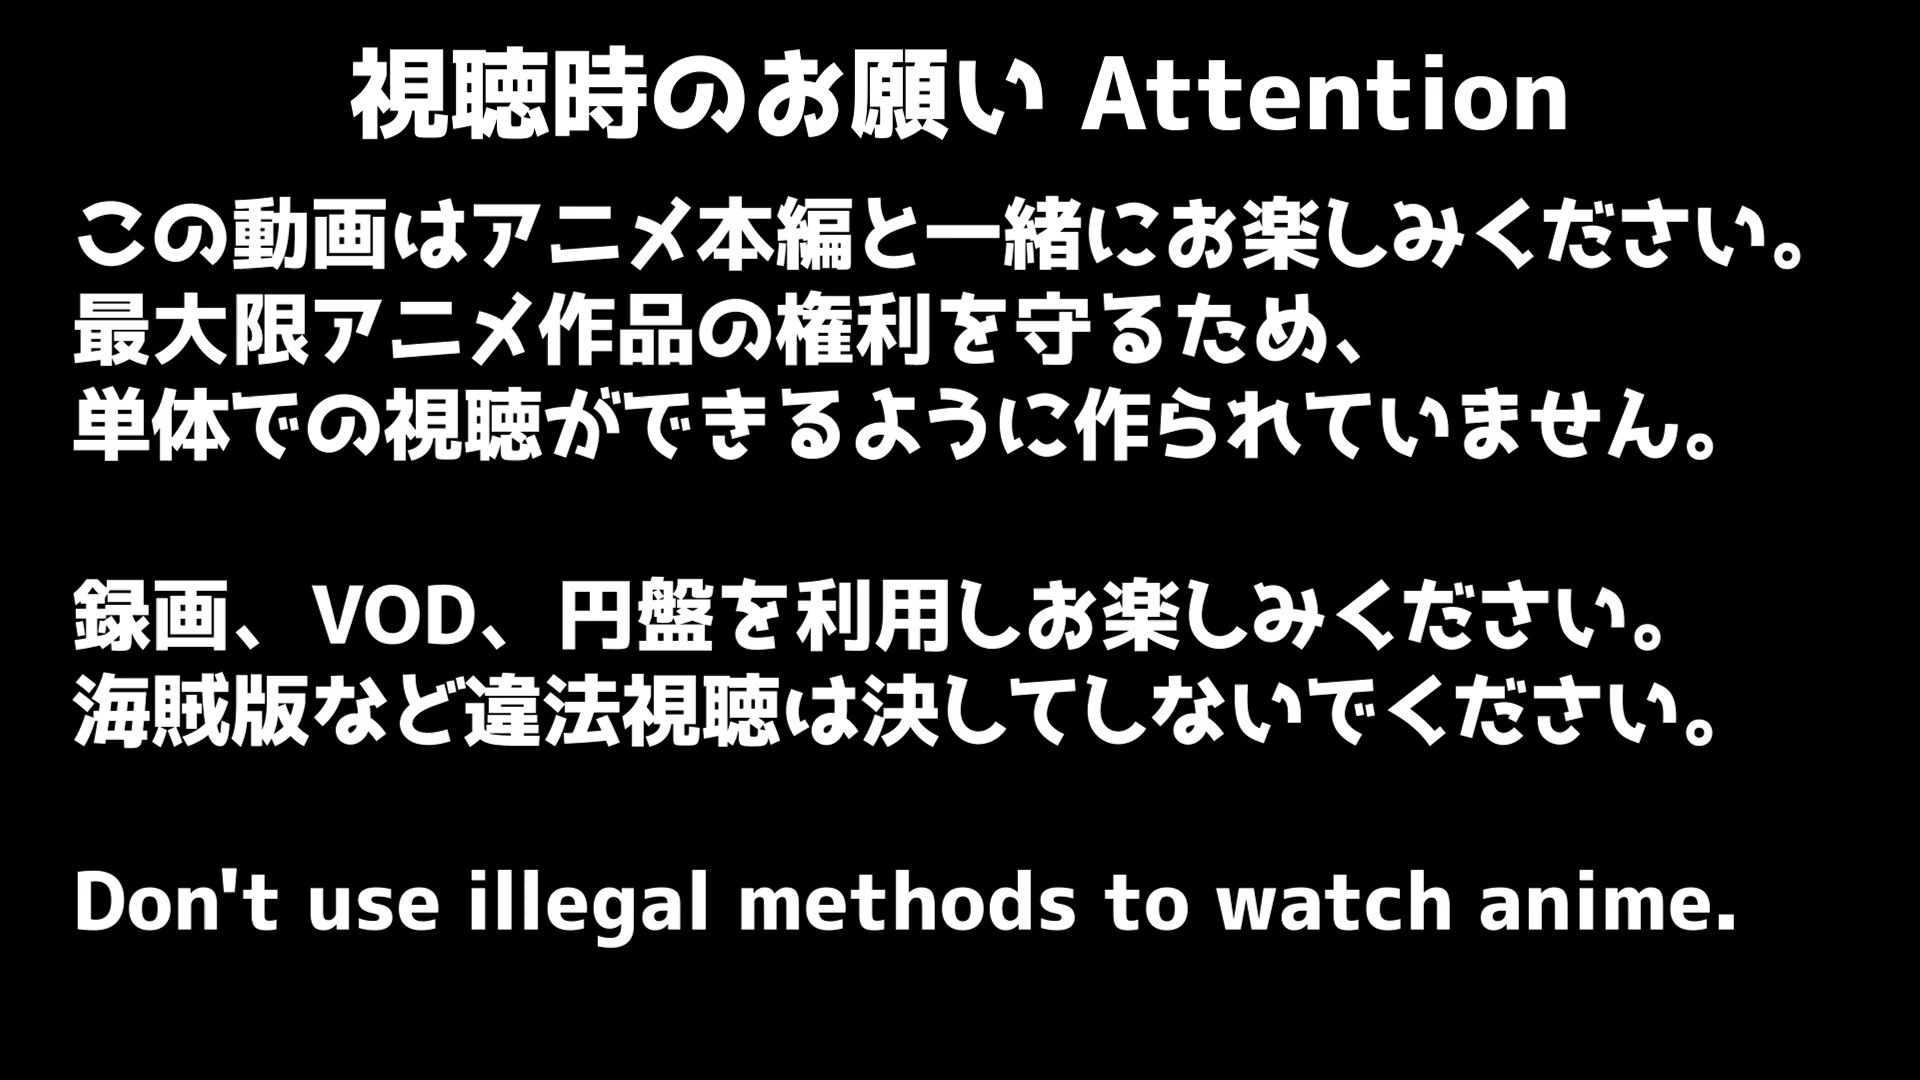 視聴時のお願い Attention
この動画はアニメ本編と一緒にお楽しみください。
最大限アニメ作品の権利を守るため、
単体での視聴ができるように作られていません。
録画、VOD、円盤を利用しお楽しみください。
海賊版など違法視聴は決してしないでください。
Don't use illegal methods to watch anime.